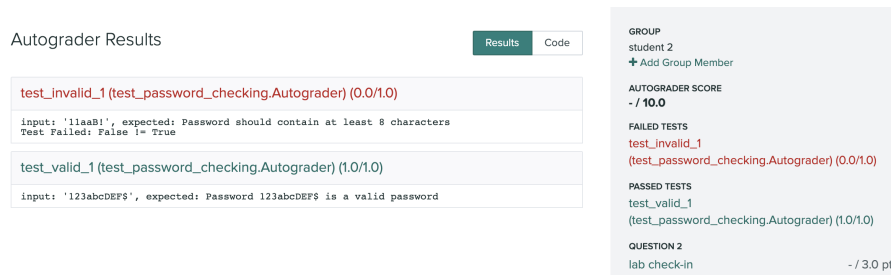 Autograder Results
Results
Code
test_invalid_1 (test_password_checking.Autograder) (0.0/1.0)
input: '11aaB!', expected: Password should contain at least 8 characters
Test Failed: False != True
test_valid_1 (test_password_checking.Autograder) (1.0/1.0)
input: '123abcDEF$', expected: Password 123abcDEF$ is a valid password
GROUP
student 2
+ Add Group Member
AUTOGRADER SCORE
- / 10.0
FAILED TESTS
test_invalid_1
(test_password_checking.Autograder) (0.0/1.0)
PASSED TESTS
test_valid_1
(test_password_checking.Autograder) (1.0/1.0)
QUESTION 2
lab check-in - / 3.0 pt